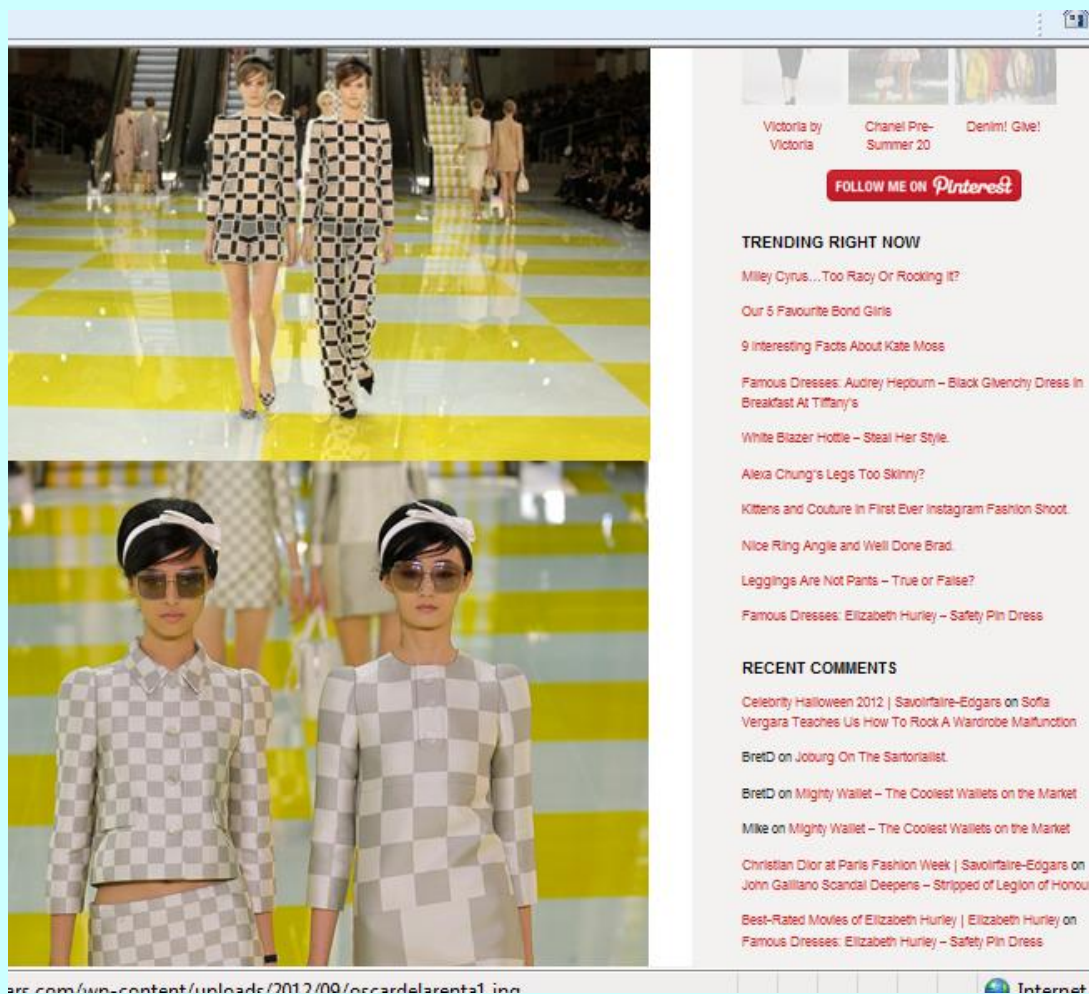 Victoria by
Victoria
Chanel Pre-
Summer 20
Denim! Give!
FOLLOW ME ON Pinterest
TRENDING RIGHT NOW
Miley Cyrus…Too Racy Or Rocking It?
Our 5 Favourite Bond Girls
9 Interesting Facts About Kate Moss
Famous Dresses: Audrey Hepburn – Black Givenchy Dress In
Breakfast At Tiffany's
White Blazer Hottie – Steal Her Style.
Alexa Chung's Legs Too Skinny?
Kittens and Couture In First Ever Instagram Fashion Shoot.
Nice Ring Angie and Well Done Brad.
Leggings Are Not Pants – True or False?
Famous Dresses: Elizabeth Hurley – Safety Pin Dress
RECENT COMMENTS
Celebrity Halloween 2012 | Savoirfaire-Edgars on Sofia
Vergara Teaches Us How To Rock A Wardrobe Malfunction
BretD on Joburg On The Sartorialist.
BretD on Mighty Wallet – The Coolest Wallets on the Market
Mike on Mighty Wallet – The Coolest Wallets on the Market
Christian Dior at Paris Fashion Week | Savoirfaire-Edgars on
John Galliano Scandal Deepens – Stripped of Legion of Honou
Best-Rated Movies of Elizabeth Hurley | Elizabeth Hurley on
Famous Dresses: Elizabeth Hurley – Safety Pin Dress
ars.com/wp-content/uploads/2012/09/oscardelarenta1.jpg
Internet